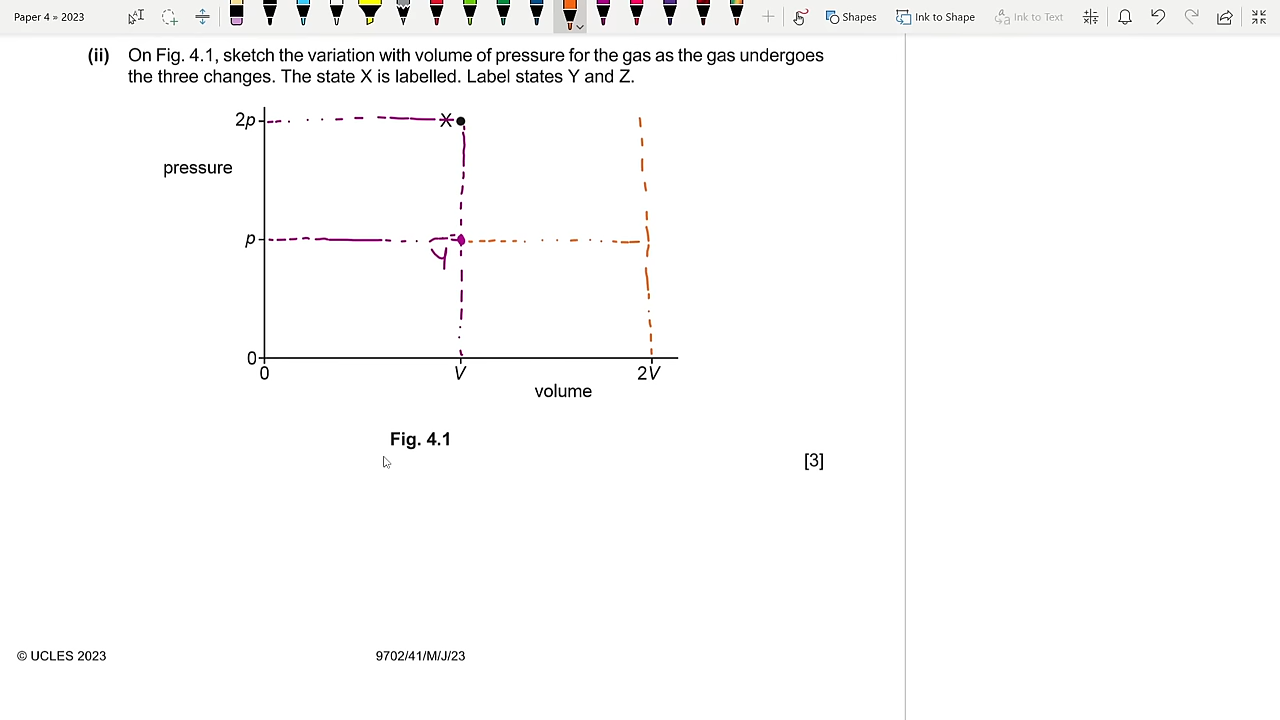 Paper 4 » 2023
Shapes
Ink to Shape
Ink to Text
(ii) On Fig. 4.1, sketch the variation with volume of pressure for the gas as the gas undergoes
the three changes. The state X is labelled. Label states Y and Z.
2p
X
pressure
p
Y
0
0
V
2V
volume
Fig. 4.1
[3]
© UCLES 2023
9702/41/M/J/23